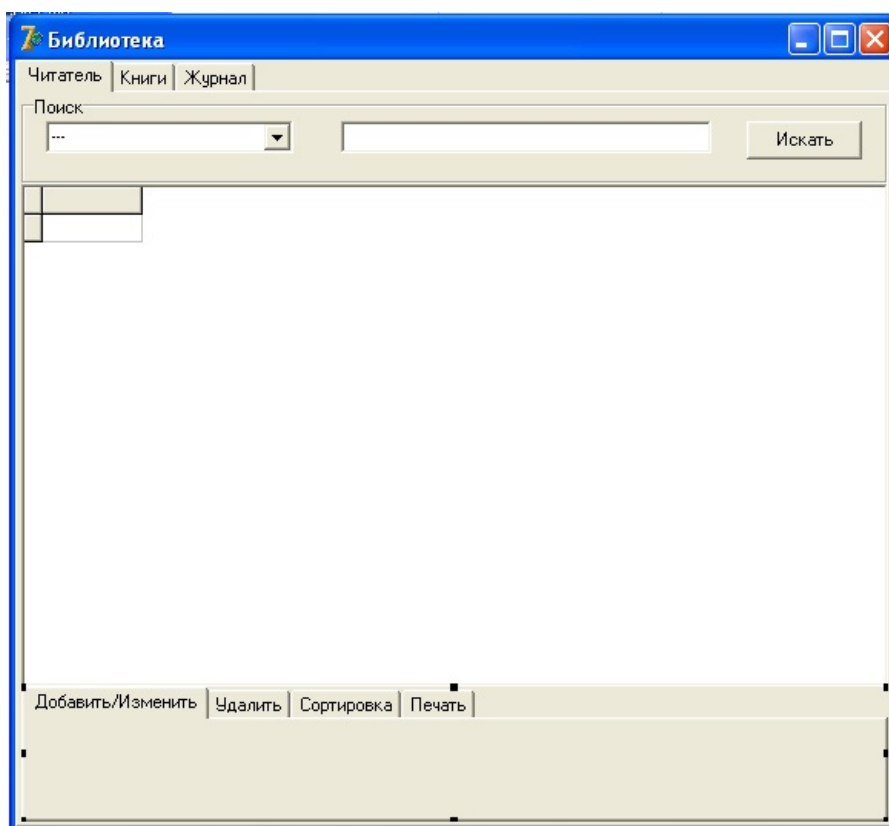 Библиотека
Читатель Книги Журнал
Поиск
---
Искать
Добавить/Изменить Удалить Сортировка Печать